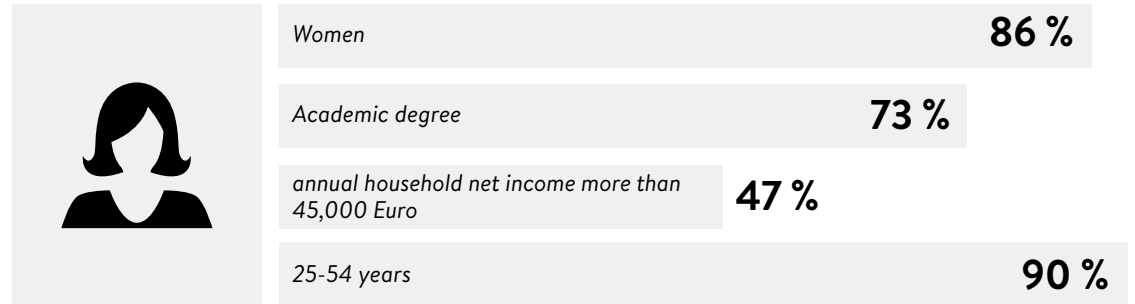 Women
86 %
Academic degree
73 %
annual household net income more than
45,000 Euro
47 %
25-54 years
90 %